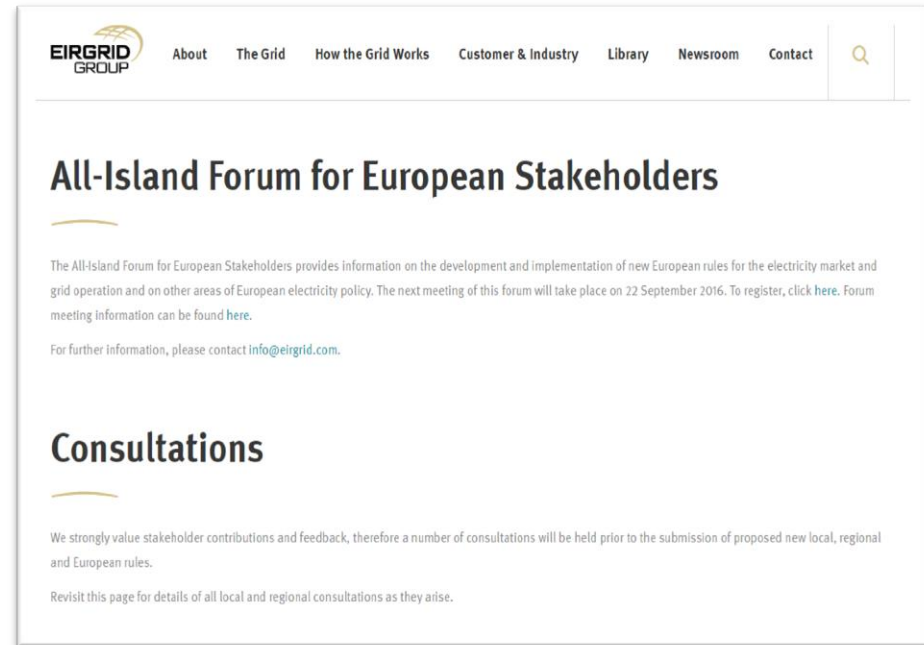 EIRGRID
GROUP
About The Grid How the Grid Works Customer & Industry Library Newsroom Contact
All-Island Forum for European Stakeholders
The All-Island Forum for European Stakeholders provides information on the development and implementation of new European rules for the electricity market and
grid operation and on other areas of European electricity policy. The next meeting of this forum will take place on 22 September 2016. To register, click here. Forum
meeting information can be found here.
For further information, please contact info@eirgrid.com.
Consultations
We strongly value stakeholder contributions and feedback, therefore a number of consultations will be held prior to the submission of proposed new local, regional
and European rules.
Revisit this page for details of all local and regional consultations as they arise.